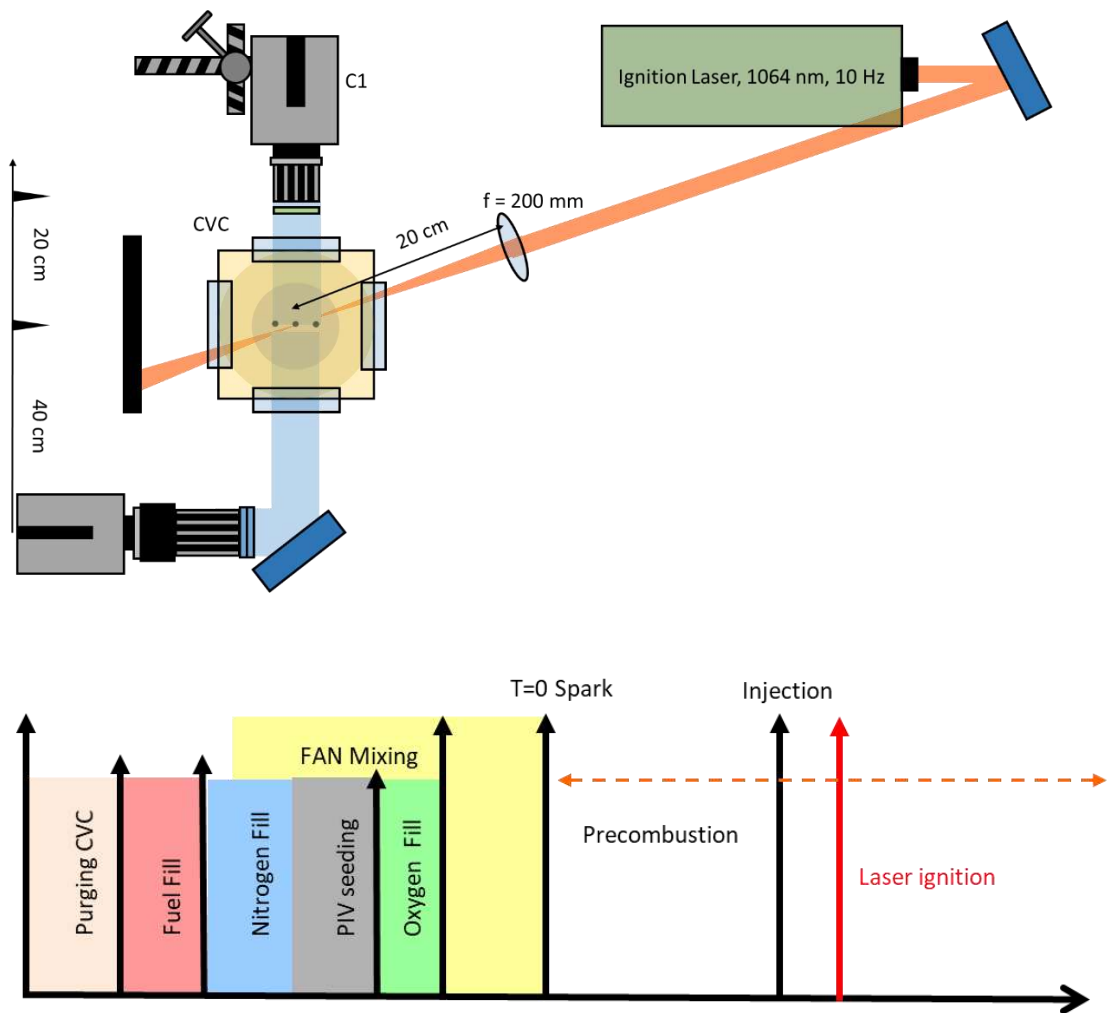 C1
Ignition Laser, 1064 nm, 10 Hz
f = 200 mm
CVC
20 cm
20 cm
40 cm
T=0 Spark
Injection
FAN Mixing
Purging CVC
Fuel Fill
Nitrogen Fill
PIV seeding
Oxygen Fill
Precombustion
Laser ignition